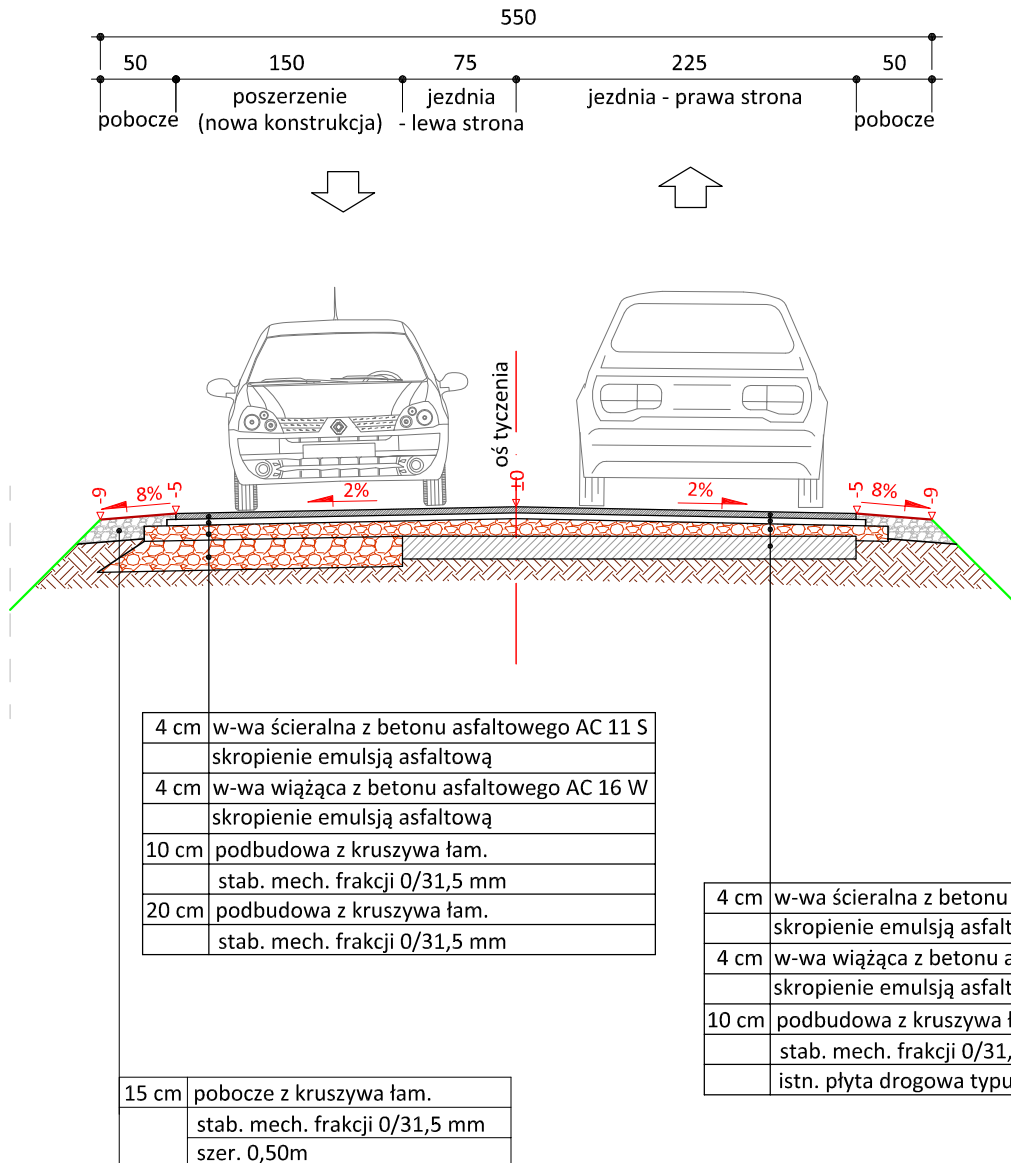 550
50 150 75 225 50
pobocze poszerzenie jezdnia jezdnia - prawa strona pobocze
(nowa konstrukcja) - lewa strona
oś tyczenia
-9 8% -5 2% ±0 2% -5 8% -9
4 cm w-wa ścieralna z betonu asfaltowego AC 11 S
skropienie emulsją asfaltową
4 cm w-wa wiążąca z betonu asfaltowego AC 16 W
skropienie emulsją asfaltową
10 cm podbudowa z kruszywa łam.
stab. mech. frakcji 0/31,5 mm
20 cm podbudowa z kruszywa łam.
stab. mech. frakcji 0/31,5 mm
4 cm w-wa ścieralna z betonu
skropienie emulsją
4 cm w-wa wiążąca z betonu
skropienie emulsją
10 cm podbudowa z kruszywa
stab. mech. frakcji 0/31,
istn. płyta drogowa typu
15 cm pobocze z kruszywa łam.
stab. mech. frakcji 0/31,5 mm
szer. 0,50m